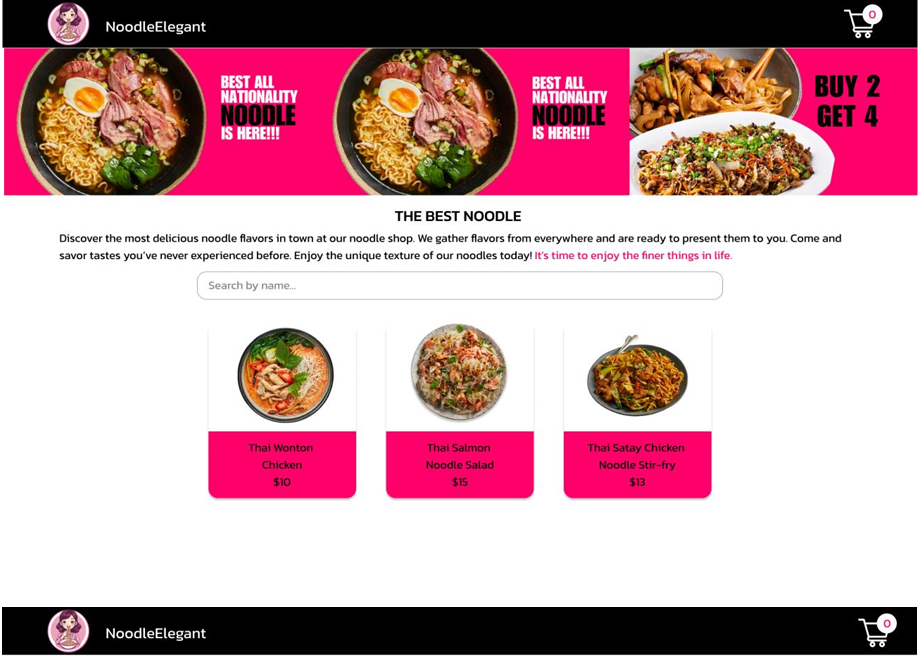 NoodleElegant
0
BEST ALL
NATIONALITY
NOODLE
IS HERE!!!
BEST ALL
NATIONALITY
NOODLE
IS HERE!!!
BUY 2
GET 4
THE BEST NOODLE
Discover the most delicious noodle flavors in town at our noodle shop. We gather flavors from everywhere and are ready to present them to you. Come and
savor tastes you've never experienced before. Enjoy the unique texture of our noodles today! It's time to enjoy the finer things in life.
Search by name...
Thai Wonton
Chicken
$10
Thai Salmon
Noodle Salad
$15
Thai Satay Chicken
Noodle Stir-fry
$13
NoodleElegant
0